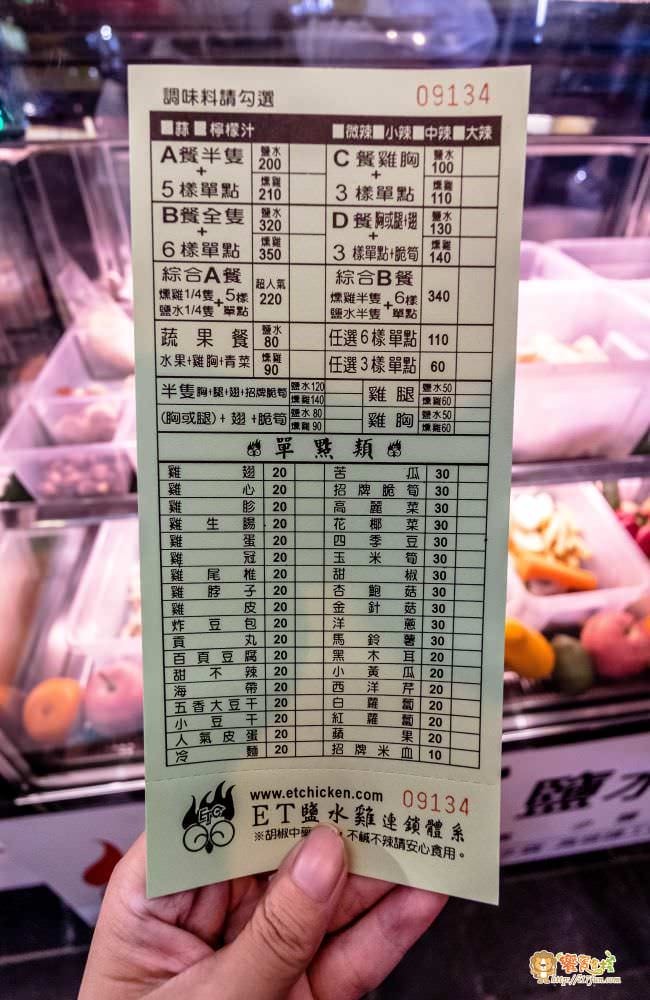 調味料請勾選 09134
■蒜■檸檬汁 ■微辣■小辣■中辣■大辣
A餐半隻 + 5樣單點 鹽水 200 燻雞 210
C餐雞胸 + 3樣單點 鹽水 100 燻雞 110
B餐全隻 + 6樣單點 鹽水 320 燻雞 350
D餐胸或腿+翅 + 3樣單點+脆筍 鹽水 130 燻雞 140
綜合A餐 燻雞1/4隻 鹽水1/4隻 + 5樣單點 超人氣 220
綜合B餐 燻雞半隻 鹽水半隻 + 6樣單點 340
蔬果餐 水果+雞胸+青菜 鹽水 80 燻雞 90
任選6樣單點 110
任選3樣單點 60
半隻胸+腿+翅+招牌脆筍 鹽水120 燻雞140
雞腿 鹽水50 燻雞60
(胸或腿)+翅+脆筍 鹽水80 燻雞90
雞胸 鹽水50 燻雞60
單點類
雞翅 20 苦瓜 30
雞心 20 招牌脆筍 30
雞胗 20 高麗菜 30
雞生腸 20 花椰菜 30
雞蛋 20 四季豆 30
雞冠 20 玉米筍 30
雞尾椎 20 甜椒 30
雞脖子 20 杏鮑菇 30
雞皮 20 金針菇 30
炸豆包 20 洋蔥 30
貢丸 20 馬鈴薯 30
百頁豆腐 20 黑木耳 20
甜不辣 20 小黃瓜 20
海帶 20 西洋芹 20
五香大豆干 20 白蘿蔔 20
小豆干 20 紅蘿蔔 20
人氣皮蛋 20 蘋果 20
冷麵 20 招牌米血 10
www.etchicken.com 09134
ETC
ET鹽水雞連鎖體系
※胡椒中 不鹹不辣請安心食用。
鹽水